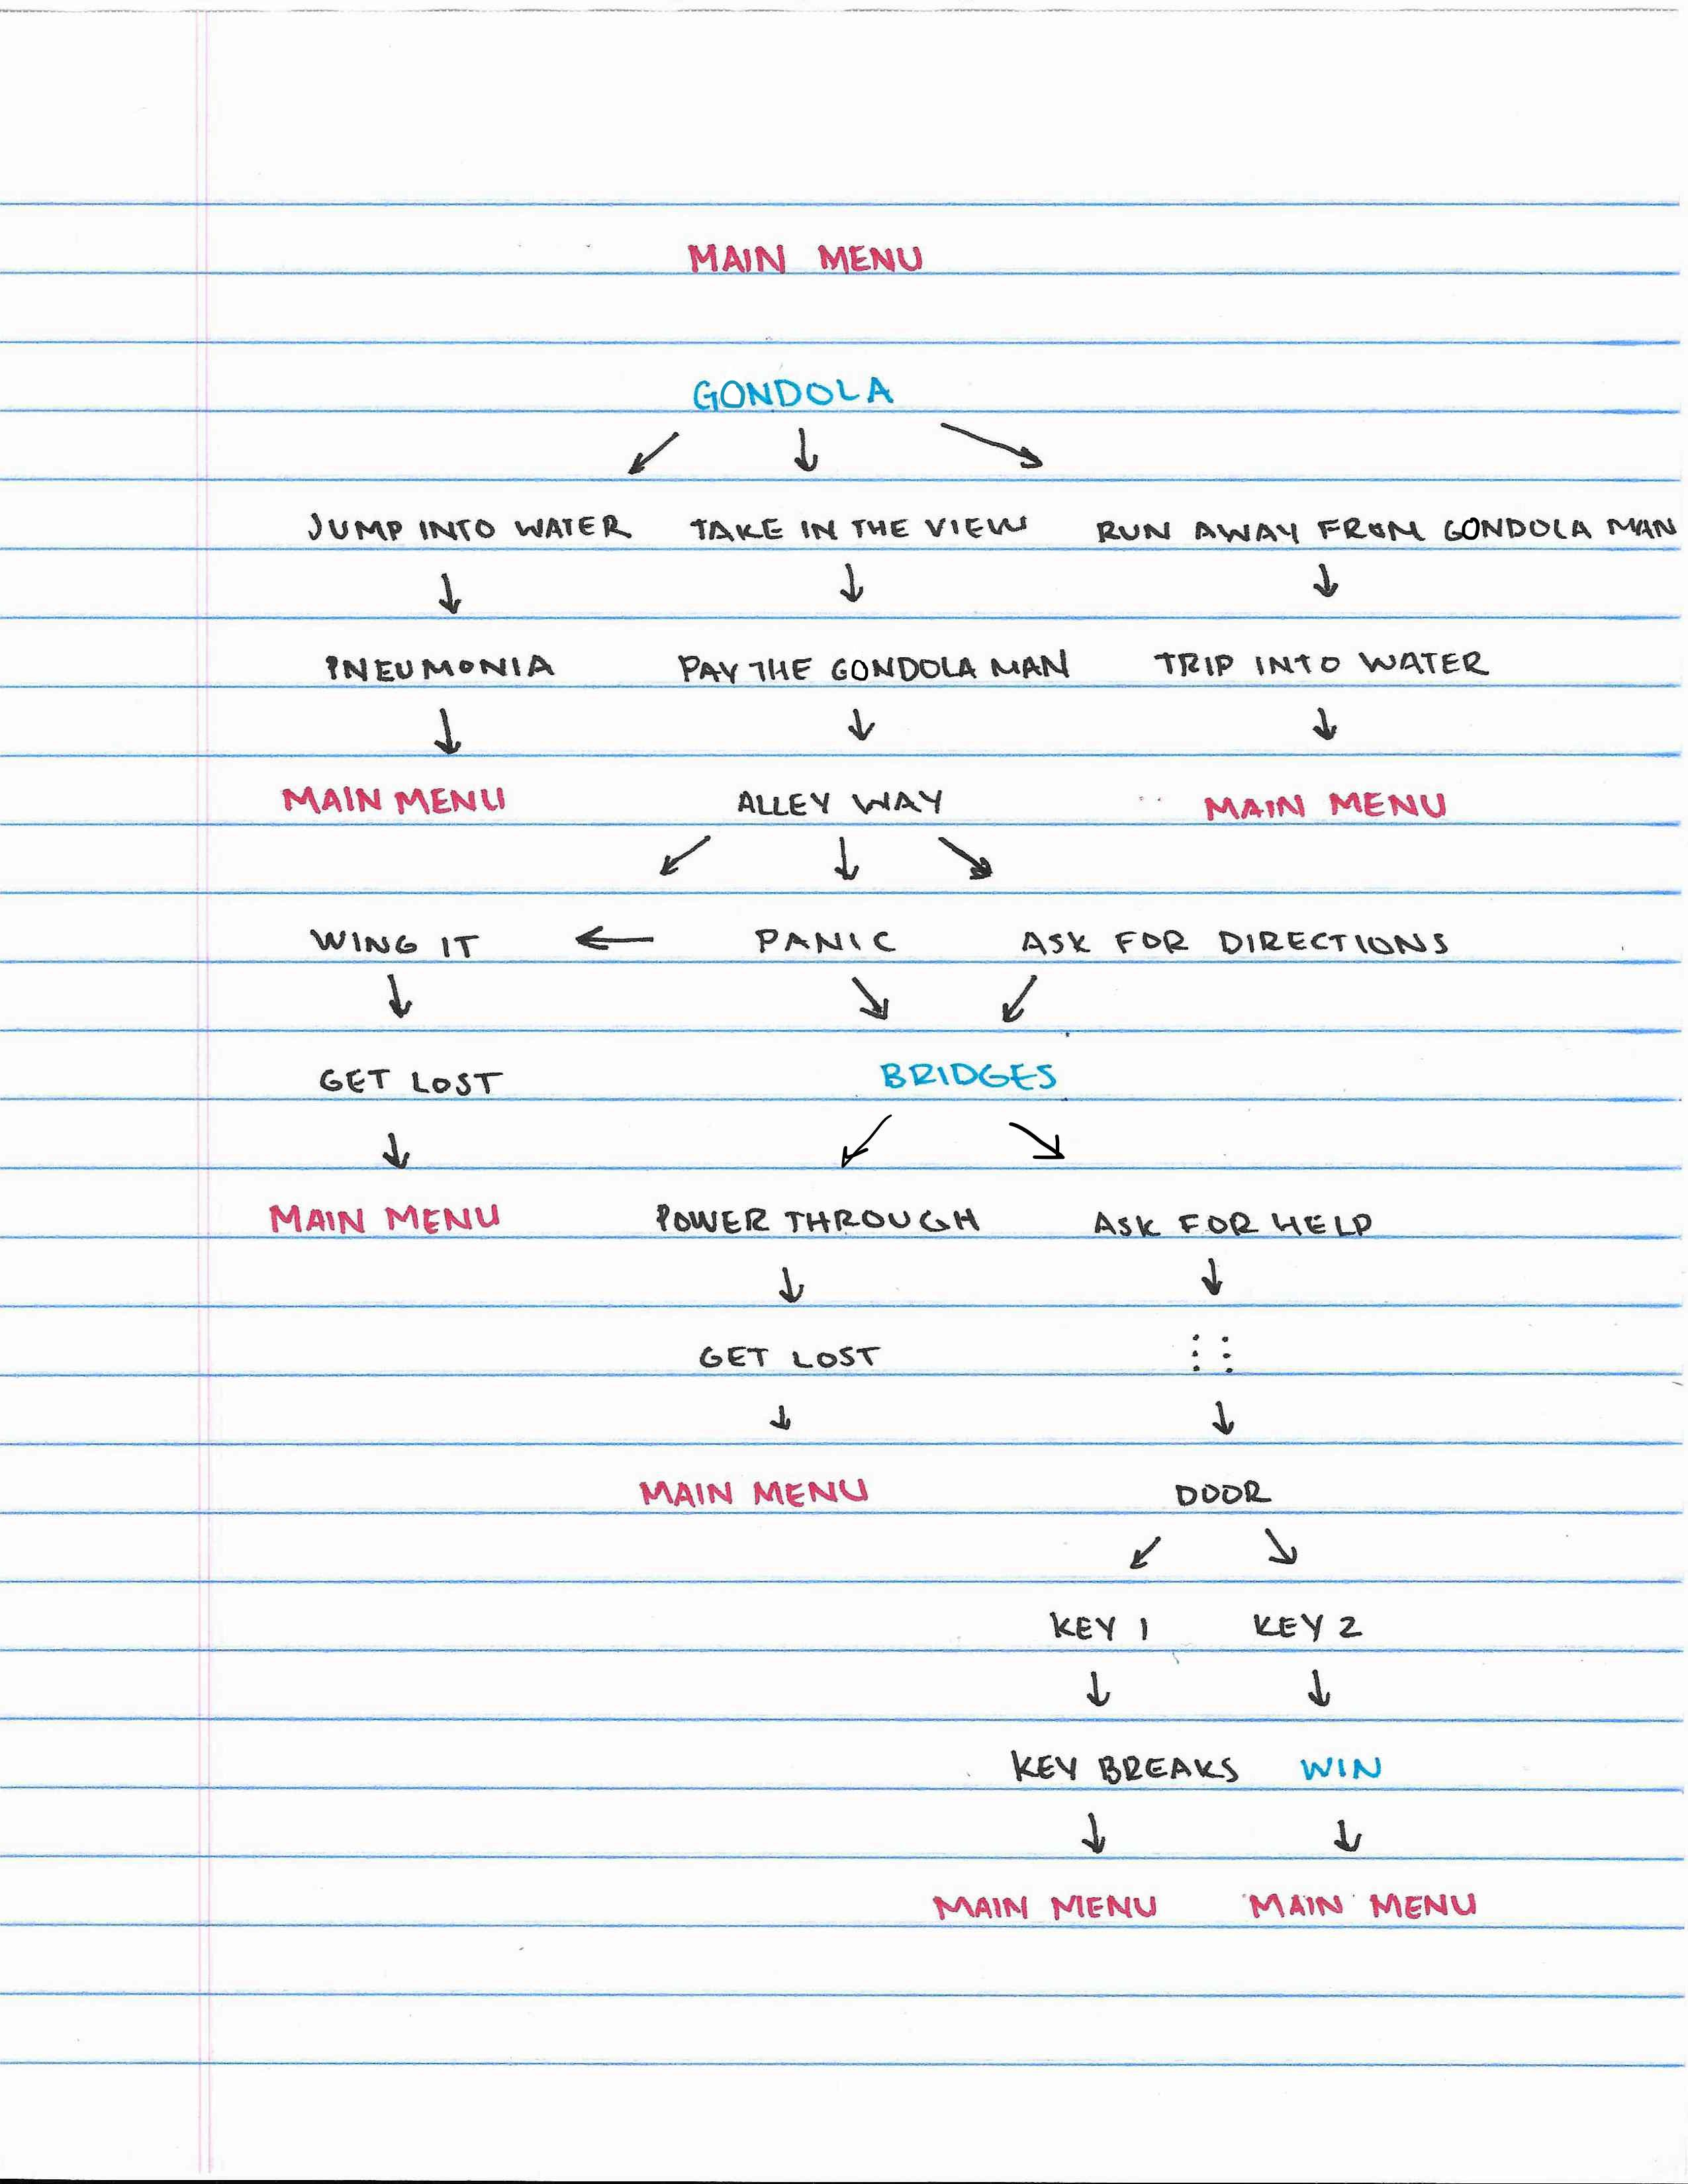 MAIN MENU
GONDOLA
JUMP INTO WATER TAKE IN THE VIEW RUN AWAY FROM GONDOLA MAN
PNEUMONIA PAY THE GONDOLA MAN TRIP INTO WATER
MAIN MENU ALLEY WAY MAIN MENU
WING IT PANIC ASK FOR DIRECTIONS
GET LOST BRIDGES
MAIN MENU POWER THROUGH ASK FOR HELP
GET LOST
MAIN MENU DOOR
KEY 1 KEY 2
KEY BREAKS WIN
MAIN MENU MAIN MENU